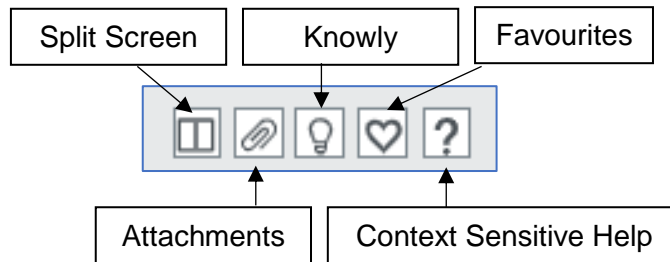 Split Screen
Knowly
Favourites
?
Attachments
Context Sensitive Help